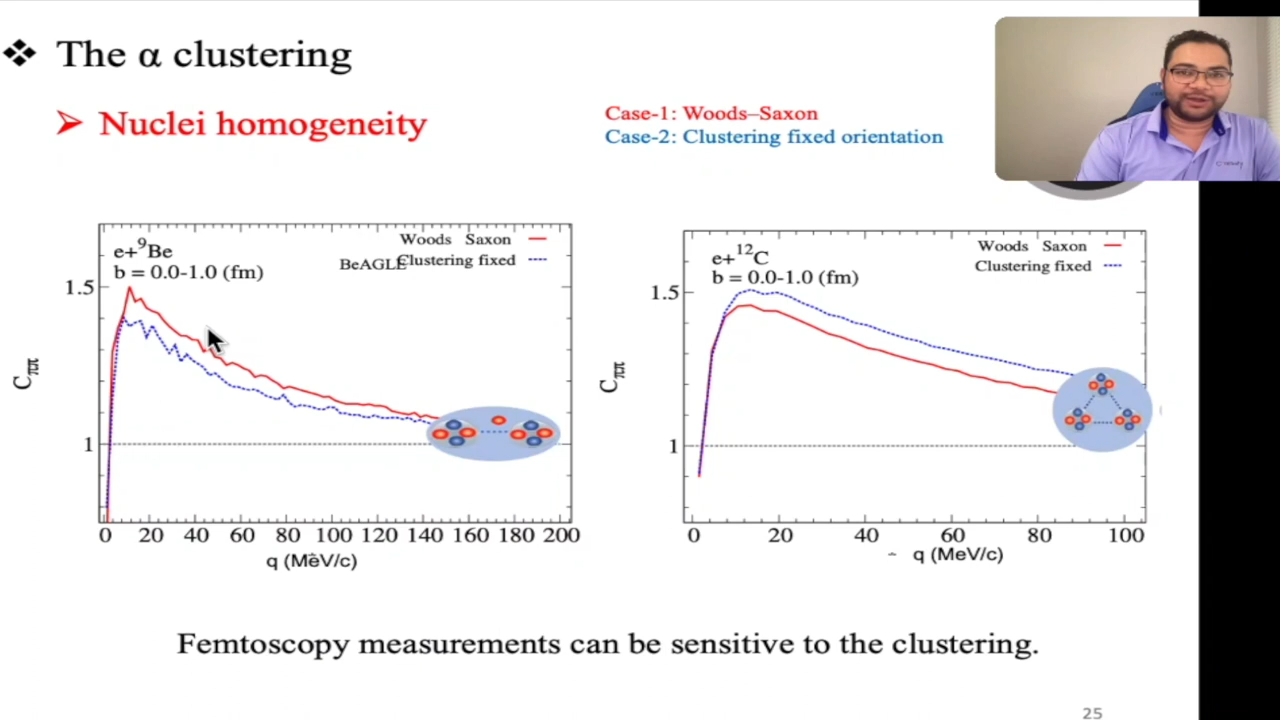 ❖ The α clustering
➢ Nuclei homogeneity
Case-1: Woods–Saxon
Case-2: Clustering fixed orientation
e+⁹Be
b = 0.0-1.0 (fm)
Woods Saxon
BeAGLE
Clustering fixed
1.5
1
Cππ
0 20 40 60 80 100 120 140 160 180 200
q (MeV/c)
e+¹²C
b = 0.0-1.0 (fm)
Woods Saxon
Clustering fixed
1.5
1
Cππ
0 20 40 60 80 100
q (MeV/c)
Femtoscopy measurements can be sensitive to the clustering.
25